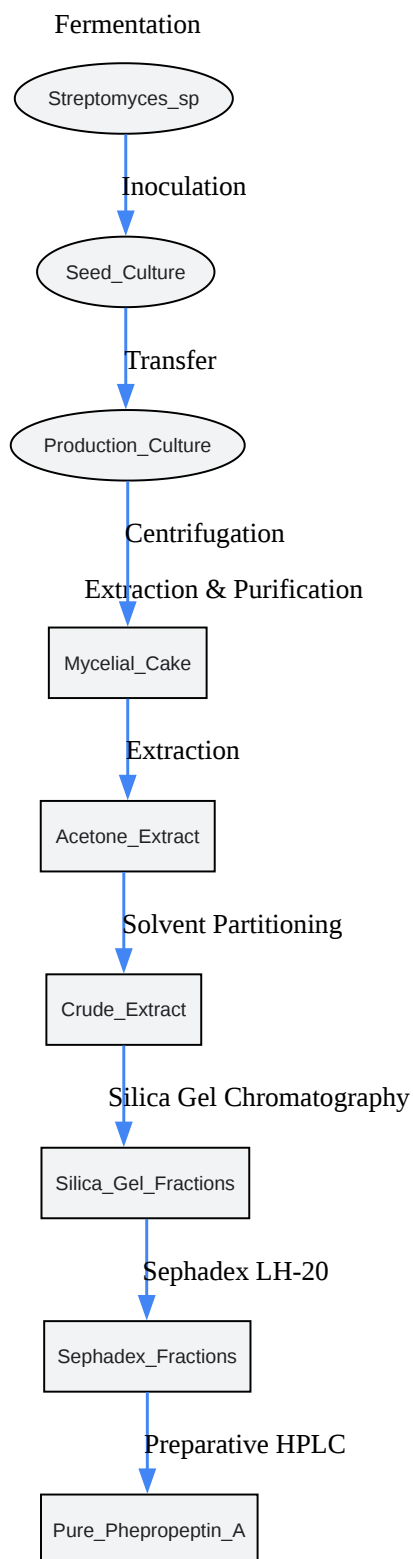 Fermentation
Streptomyces_sp
Inoculation
Seed_Culture
Transfer
Production_Culture
Centrifugation
Extraction & Purification
Mycelial_Cake
Extraction
Acetone_Extract
Solvent Partitioning
Crude_Extract
Silica Gel Chromatography
Silica_Gel_Fractions
Sephadex LH-20
Sephadex_Fractions
Preparative HPLC
Pure_Phepropeptin_A